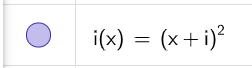 i(x) = (x + i)²